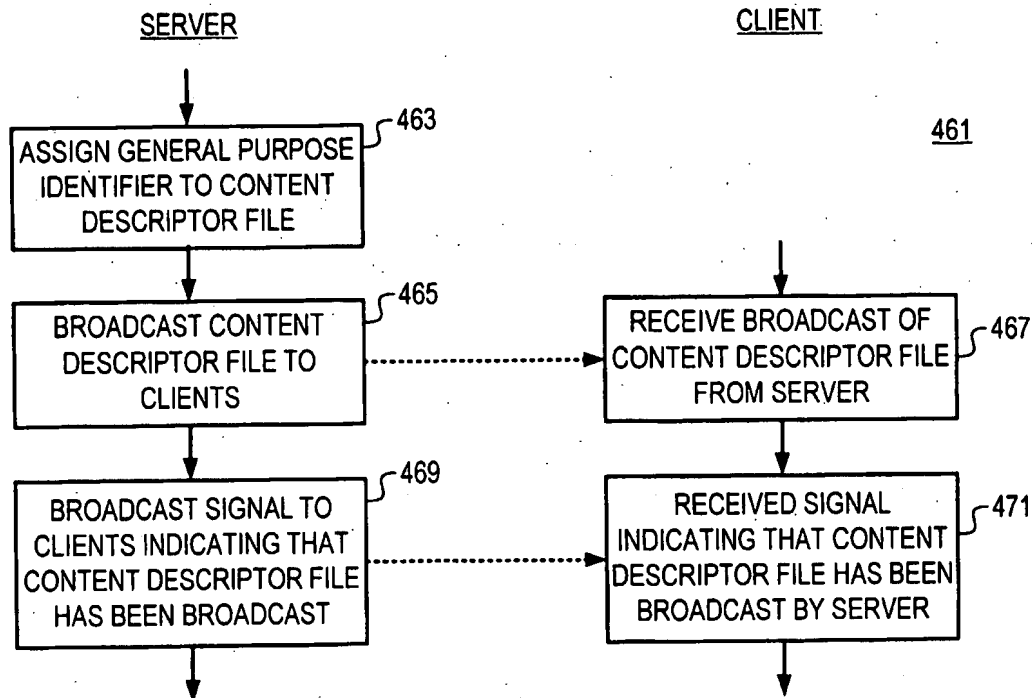 SERVER
CLIENT
463
461
ASSIGN GENERAL PURPOSE
IDENTIFIER TO CONTENT
DESCRIPTOR FILE
465
BROADCAST CONTENT
DESCRIPTOR FILE TO
CLIENTS
467
RECEIVE BROADCAST OF
CONTENT DESCRIPTOR FILE
FROM SERVER
469
BROADCAST SIGNAL TO
CLIENTS INDICATING THAT
CONTENT DESCRIPTOR FILE
HAS BEEN BROADCAST
471
RECEIVED SIGNAL
INDICATING THAT CONTENT
DESCRIPTOR FILE HAS BEEN
BROADCAST BY SERVER